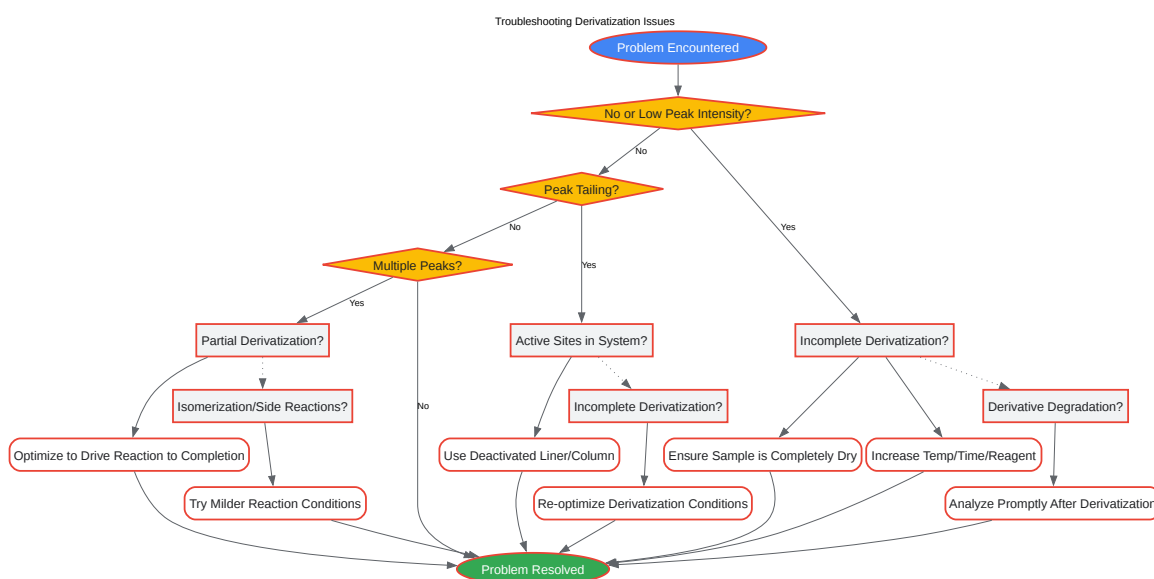 Troubleshooting Derivatization Issues
Problem Encountered
No or Low Peak Intensity?
No
Peak Tailing?
No
Yes
Multiple Peaks?
Yes
Yes
Partial Derivatization?
Active Sites in System?
Incomplete Derivatization?
Isomerization/Side Reactions?
No
Incomplete Derivatization?
Derivative Degradation?
Optimize to Drive Reaction to Completion
Use Deactivated Liner/Column
Ensure Sample is Completely Dry
Increase Temp/Time/Reagent
Try Milder Reaction Conditions
Re-optimize Derivatization Conditions
Analyze Promptly After Derivatization
Problem Resolved